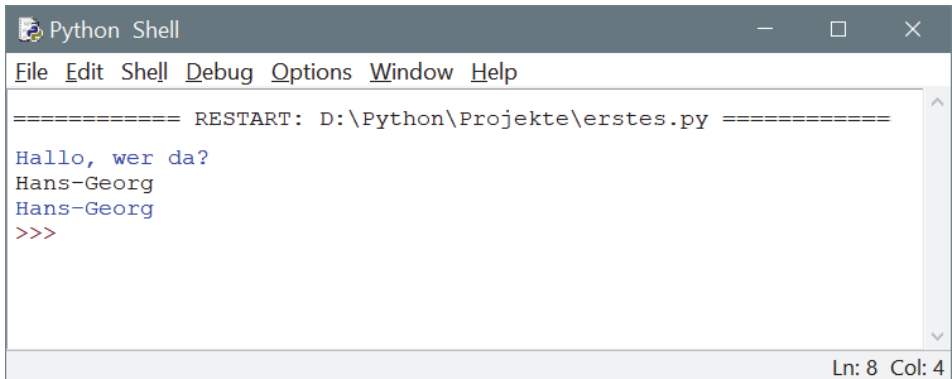 Python Shell
File Edit Shell Debug Options Window Help
============ RESTART: D:\Python\Projekte\erstes.py ============
Hallo, wer da?
Hans-Georg
Hans-Georg
>>>
Ln: 8 Col: 4